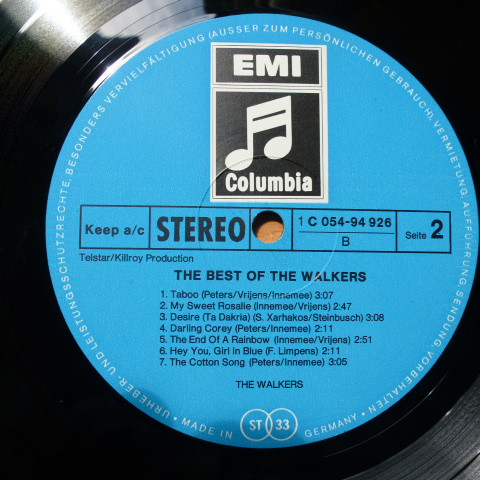 EMI
Columbia
Keep a/c
STEREO
1 C 054-94 926
B
Seite 2
Telstar/Killroy Production
THE BEST OF THE WALKERS
1. Taboo (Peters/Vrijens/Innemee) 3:07
2. My Sweet Rosalie (Innemee/Vrijens) 2:47
3. Desire (Ta Dakria) (S. Xarhakos/Steinbusch) 3:08
4. Darling Corey (Peters/Innemee) 2:11
5. The End Of A Rainbow (Innemee/Vrijens) 2:51
6. Hey You, Girl in Blue (F. Limpens) 2:11
7. The Cotton Song (Peters/Innemee) 3:05
THE WALKERS
URHEBER- UND LEISTUNGSSCHUTZRECHTE, BESONDERS VERVIELFÄLTIGUNG (AUSSER ZUM PERSÖNLICHEN GEBRAUCH), VERMIETUNG, AUFFÜHRUNG, SENDUNG, VORBEHALTEN
• MADE IN GERMANY •
ST 33